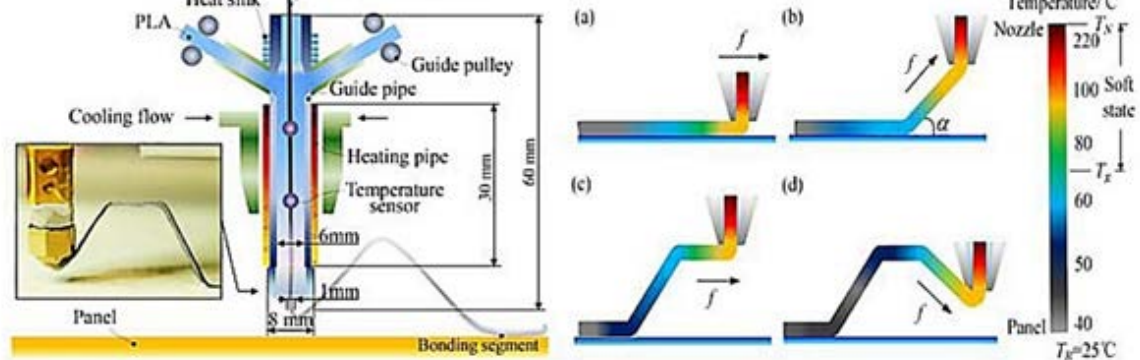 Heat sink
PLA
Guide pulley
Guide pipe
Cooling flow
Heating pipe
Temperature
sensor
30 mm
60 mm
6mm
1mm
8 mm
Panel
Bonding segment
(a)
f
(b)
f
α
(c)
f
(d)
f
Temperature/°C
Nozzle
T_N
220
100
Soft
state
80
T_g
60
50
Panel
40
T_E=25°C